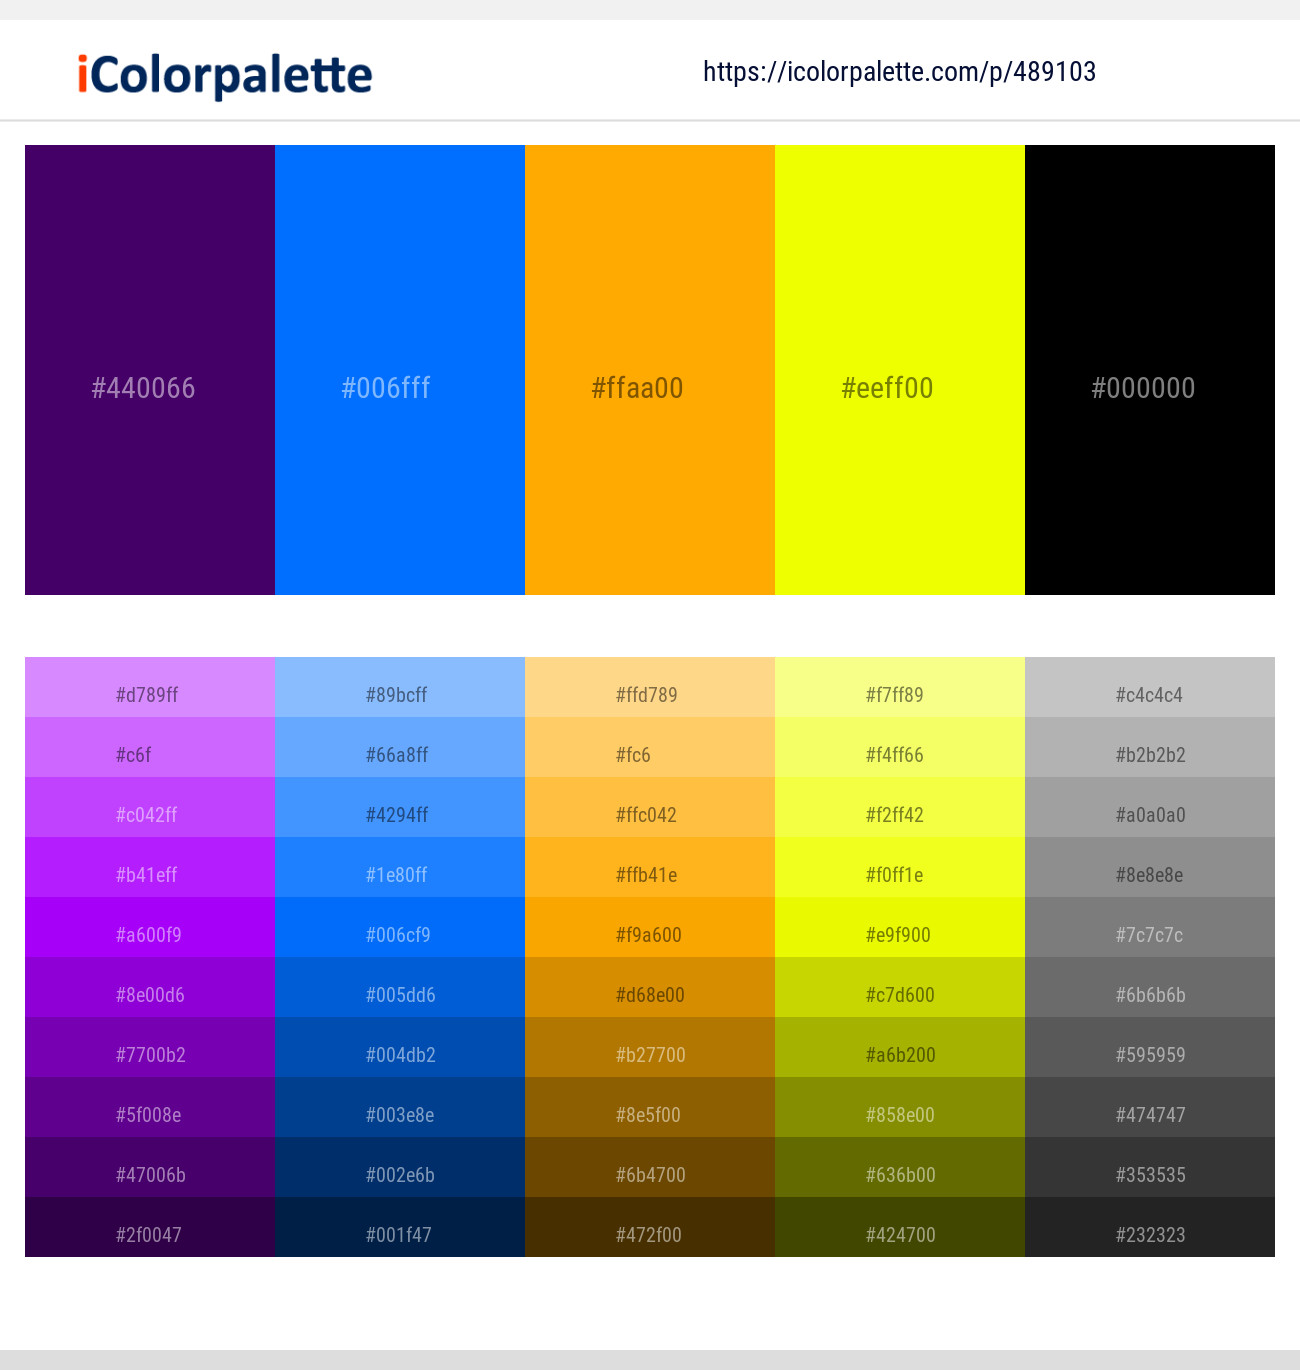 iColorpalette https://icolorpalette.com/p/489103
#440066 #006fff #ffaa00 #eeff00 #000000
#d789ff #89bcff #ffd789 #f7ff89 #c4c4c4
#c6f #66a8ff #fc6 #f4ff66 #b2b2b2
#c042ff #4294ff #ffc042 #f2ff42 #a0a0a0
#b41eff #1e80ff #ffb41e #f0ff1e #8e8e8e
#a600f9 #006cf9 #f9a600 #e9f900 #7c7c7c
#8e00d6 #005dd6 #d68e00 #c7d600 #6b6b6b
#7700b2 #004db2 #b27700 #a6b200 #595959
#5f008e #003e8e #8e5f00 #858e00 #474747
#47006b #002e6b #6b4700 #636b00 #353535
#2f0047 #001f47 #472f00 #424700 #232323